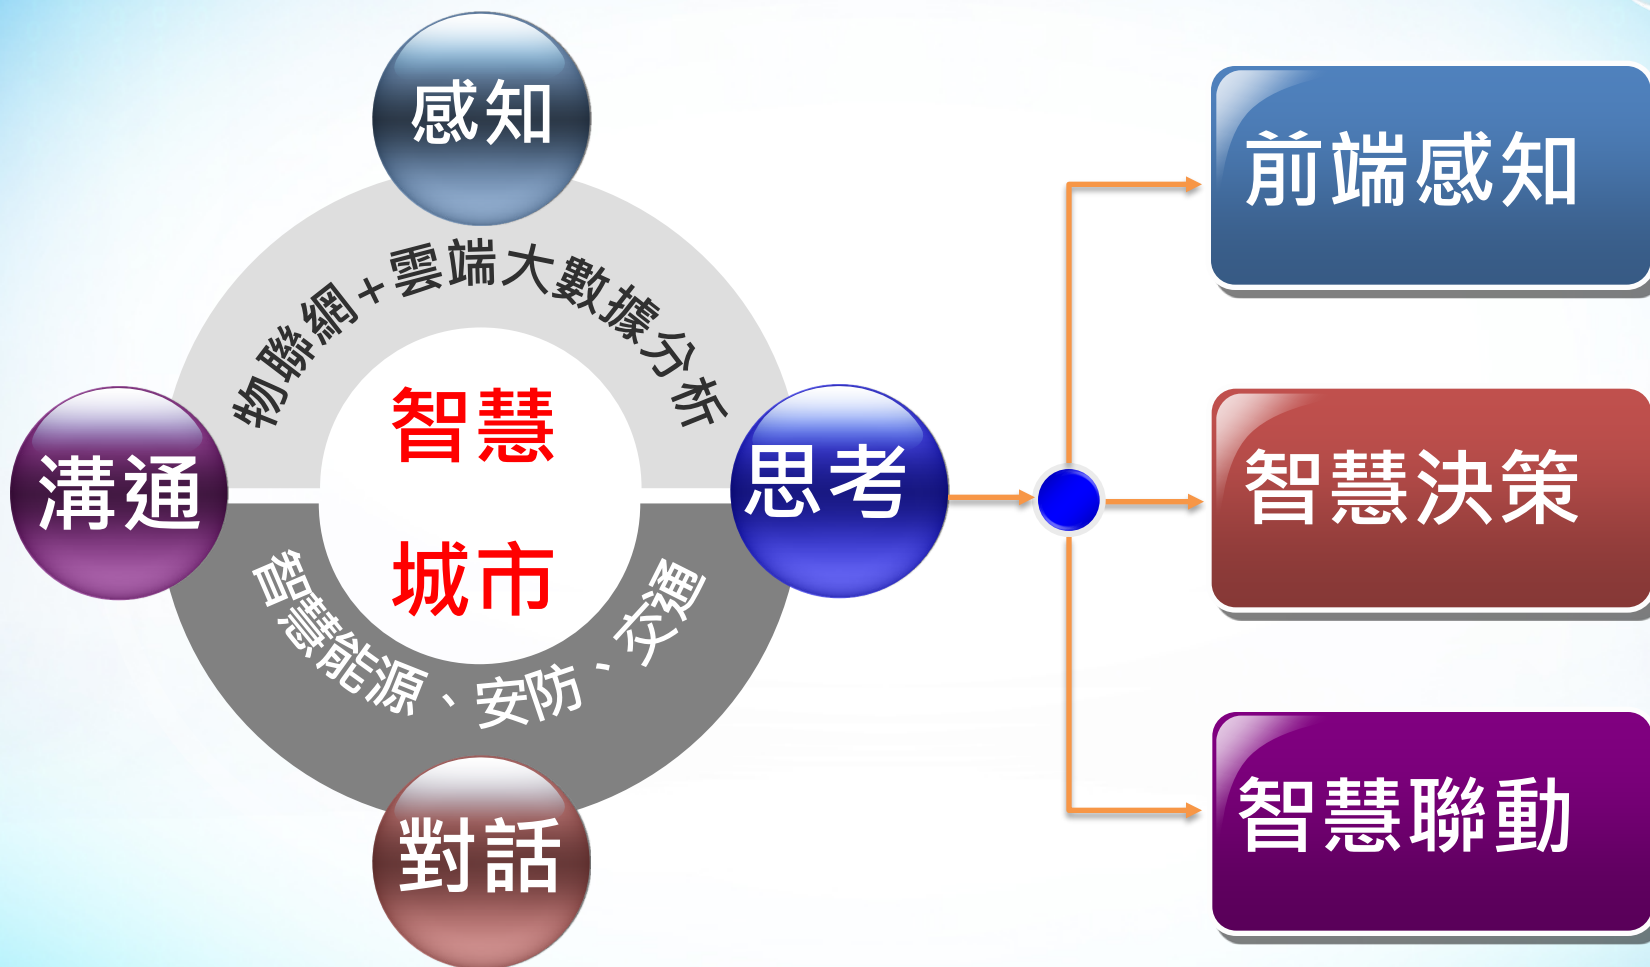 感知
物聯網+雲端大數據分析
智慧
城市
溝通
思考
智慧能源、安防、交通
對話
前端感知
智慧決策
智慧聯動